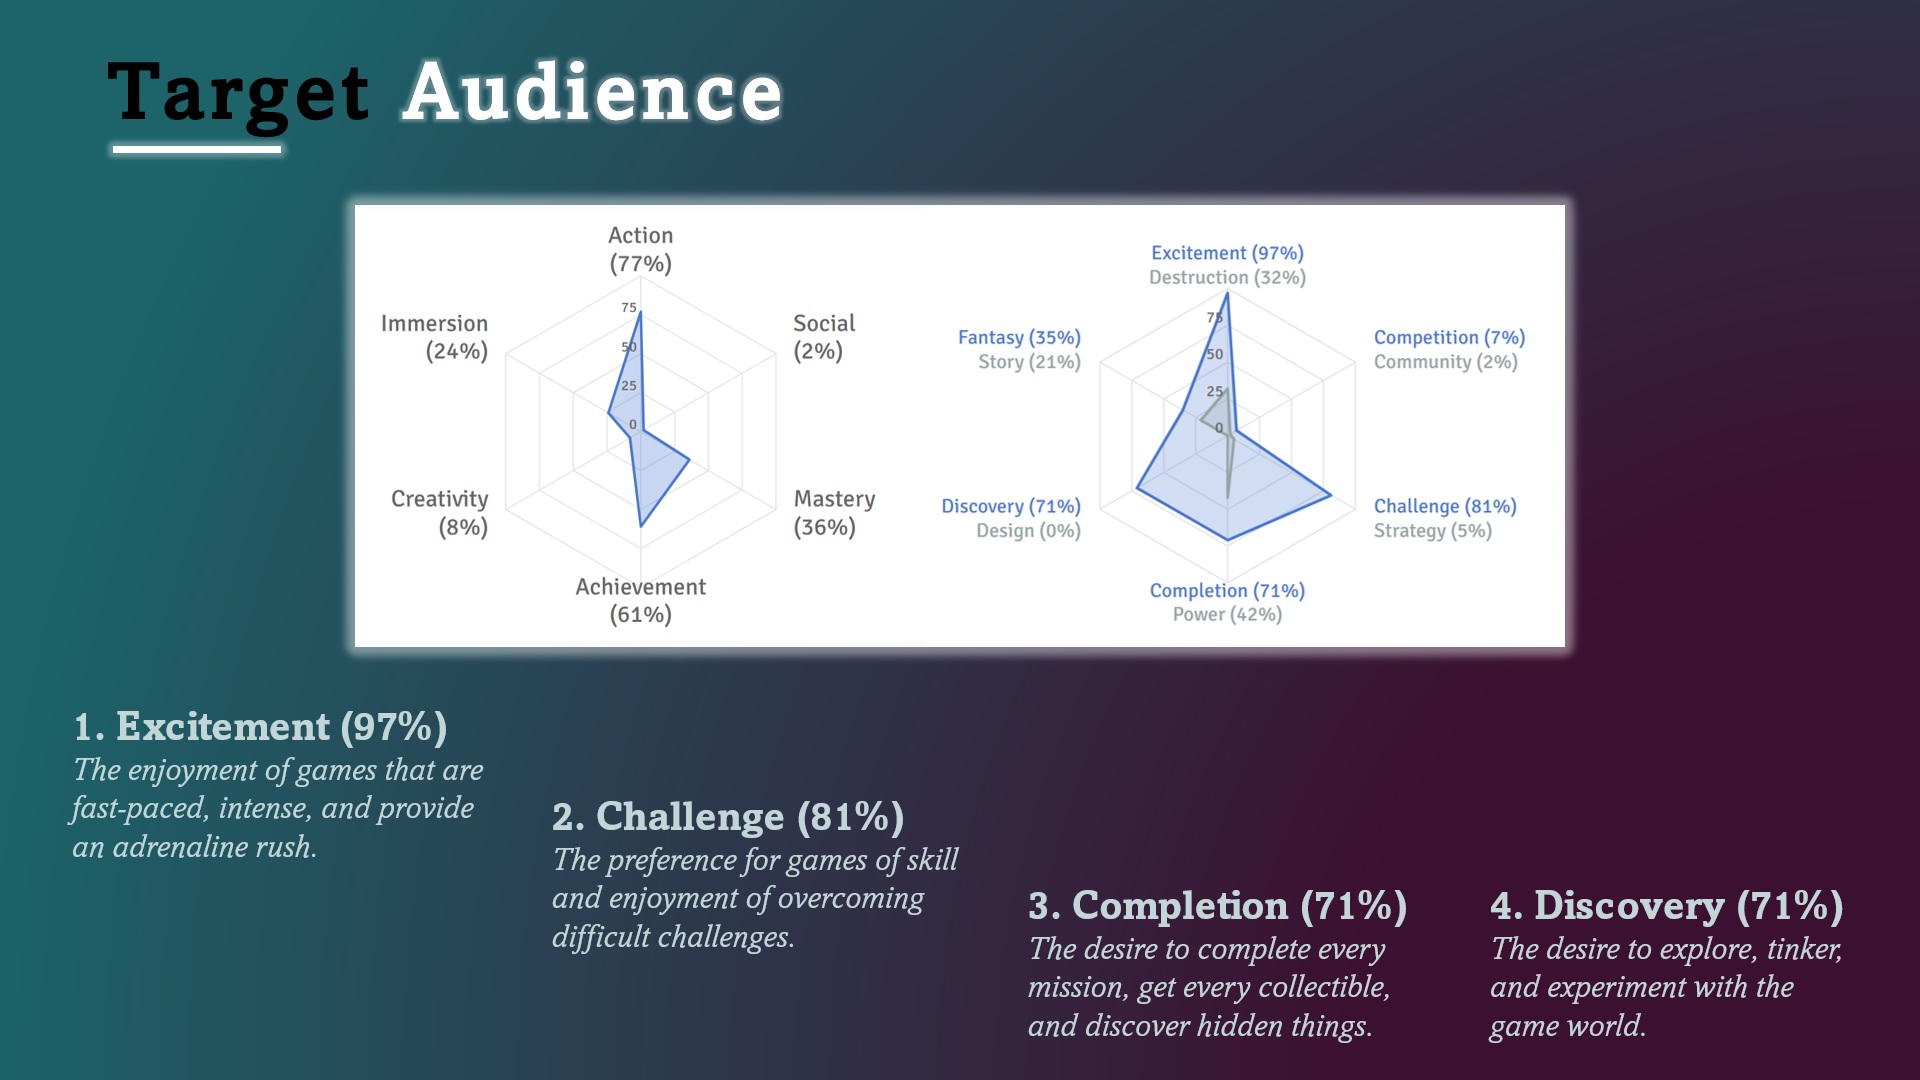 Target Audience
Action
(77%)
Immersion
(24%)
Social
(2%)
75
50
25
0
Creativity
(8%)
Mastery
(36%)
Achievement
(61%)
Excitement (97%)
Destruction (32%)
Fantasy (35%)
Story (21%)
Competition (7%)
Community (2%)
75
50
25
0
Discovery (71%)
Design (0%)
Challenge (81%)
Strategy (5%)
Completion (71%)
Power (42%)
1. Excitement (97%)
The enjoyment of games that are
fast-paced, intense, and provide
an adrenaline rush.
2. Challenge (81%)
The preference for games of skill
and enjoyment of overcoming
difficult challenges.
3. Completion (71%)
The desire to complete every
mission, get every collectible,
and discover hidden things.
4. Discovery (71%)
The desire to explore, tinker,
and experiment with the
game world.